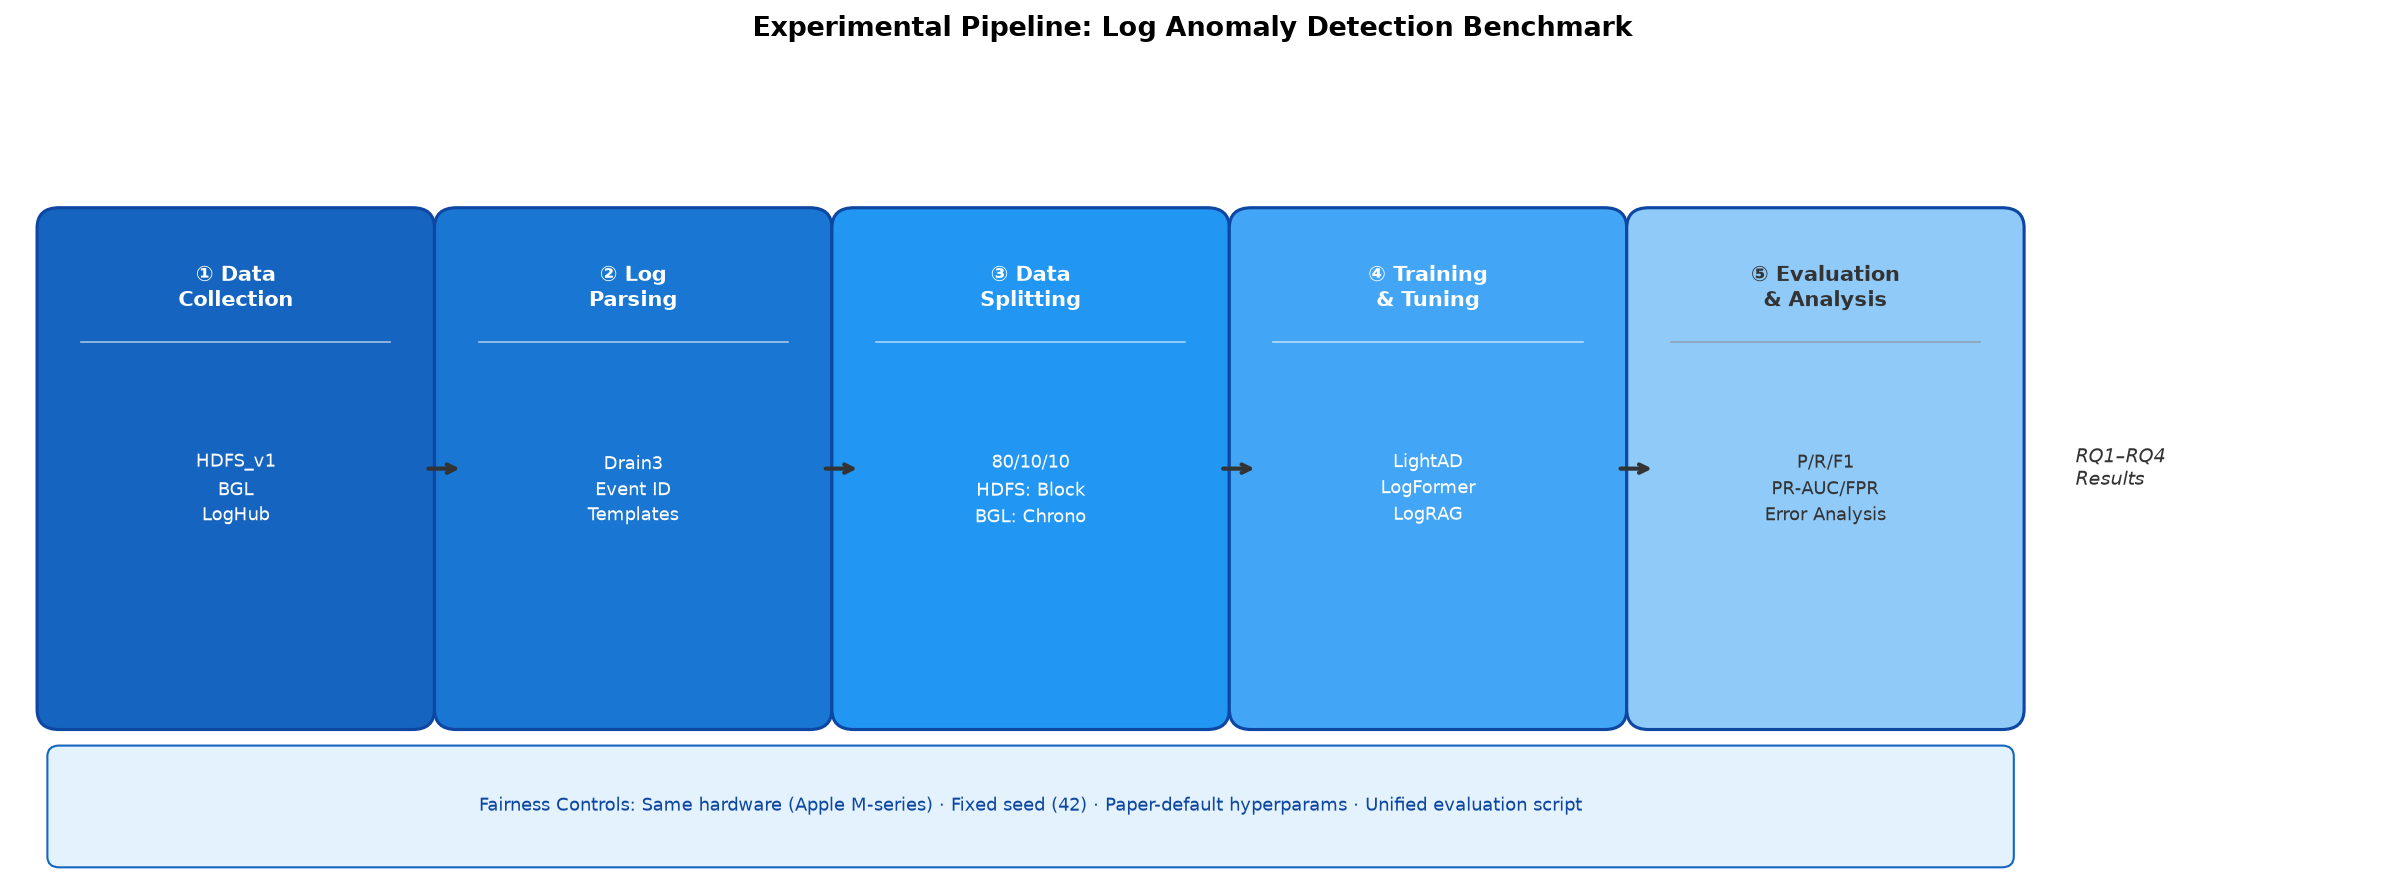 Experimental Pipeline: Log Anomaly Detection Benchmark
① Data
Collection
HDFS_v1
BGL
LogHub
② Log
Parsing
Drain3
Event ID
Templates
③ Data
Splitting
80/10/10
HDFS: Block
BGL: Chrono
④ Training
& Tuning
LightAD
LogFormer
LogRAG
⑤ Evaluation
& Analysis
P/R/F1
PR-AUC/FPR
Error Analysis
RQ1–RQ4
Results
Fairness Controls: Same hardware (Apple M-series) · Fixed seed (42) · Paper-default hyperparams · Unified evaluation script